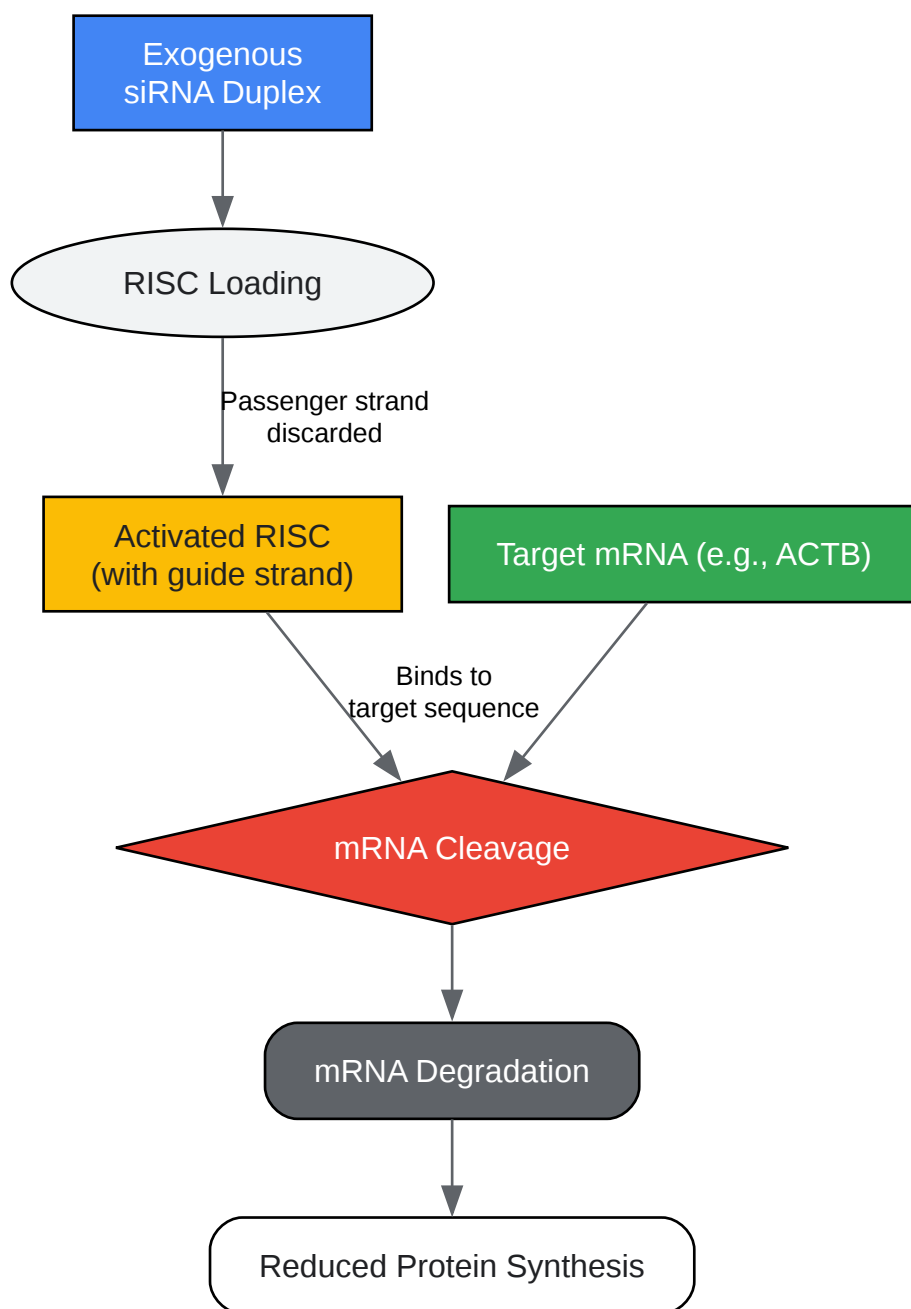 Exogenous
siRNA Duplex
RISC Loading
Passenger strand
discarded
Activated RISC
(with guide strand)
Target mRNA (e.g., ACTB)
Binds to
target sequence
mRNA Cleavage
mRNA Degradation
Reduced Protein Synthesis